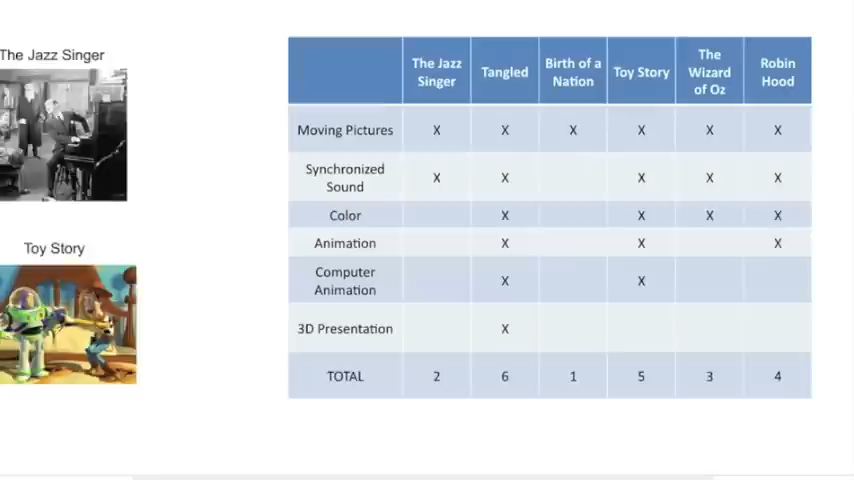 The Jazz Singer
Toy Story
The Jazz Singer Tangled Birth of a Nation Toy Story The Wizard of Oz Robin Hood
Moving Pictures X X X X X X
Synchronized Sound X X X X X
Color X X X X
Animation X X X
Computer Animation X X
3D Presentation X
TOTAL 2 6 1 5 3 4